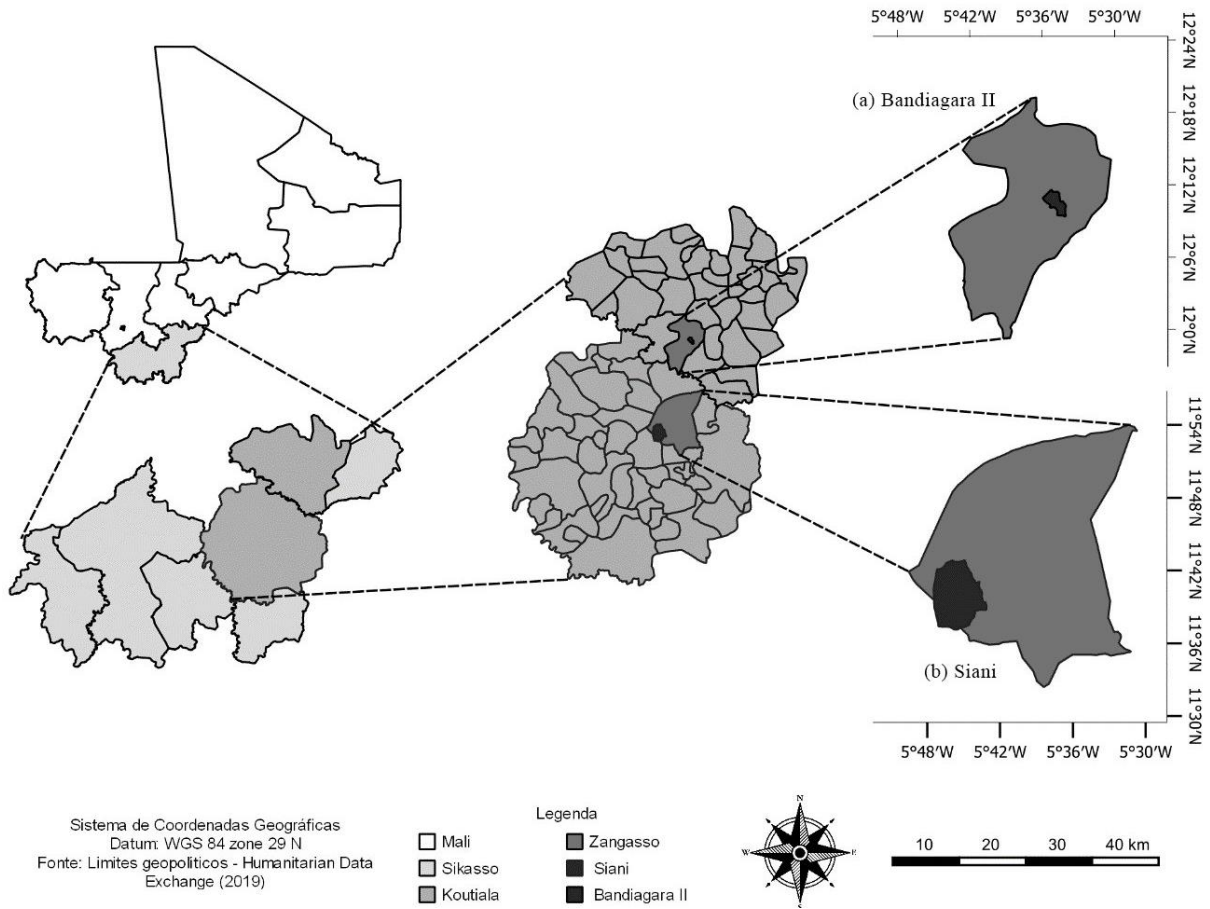 5°48'W 5°42'W 5°36'W 5°30'W
12°24'N
12°18'N
12°12'N
12°6'N
12°0'N
(a) Bandiagara II
11°54'N
11°48'N
11°42'N
11°36'N
11°30'N
(b) Siani
5°48'W 5°42'W 5°36'W 5°30'W
Sistema de Coordenadas Geográficas
Datum: WGS 84 zone 29 N
Fonte: Limites geopoliticos - Humanitarian Data
Exchange (2019)
Legenda
Mali
Sikasso
Koutiala
Zangasso
Siani
Bandiagara II
N
W
E
S
10 20 30 40 km